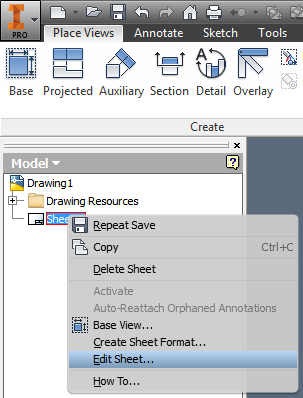 I
PRO
Place Views Annotate Sketch Tools
Base Projected Auxiliary Section Detail Overlay
Create
Model
Drawing1
Drawing Resources
Repeat Save
Copy Ctrl+C
Delete Sheet
Activate
Auto-Reattach Orphaned Annotations
Base View...
Create Sheet Format...
Edit Sheet...
How To...